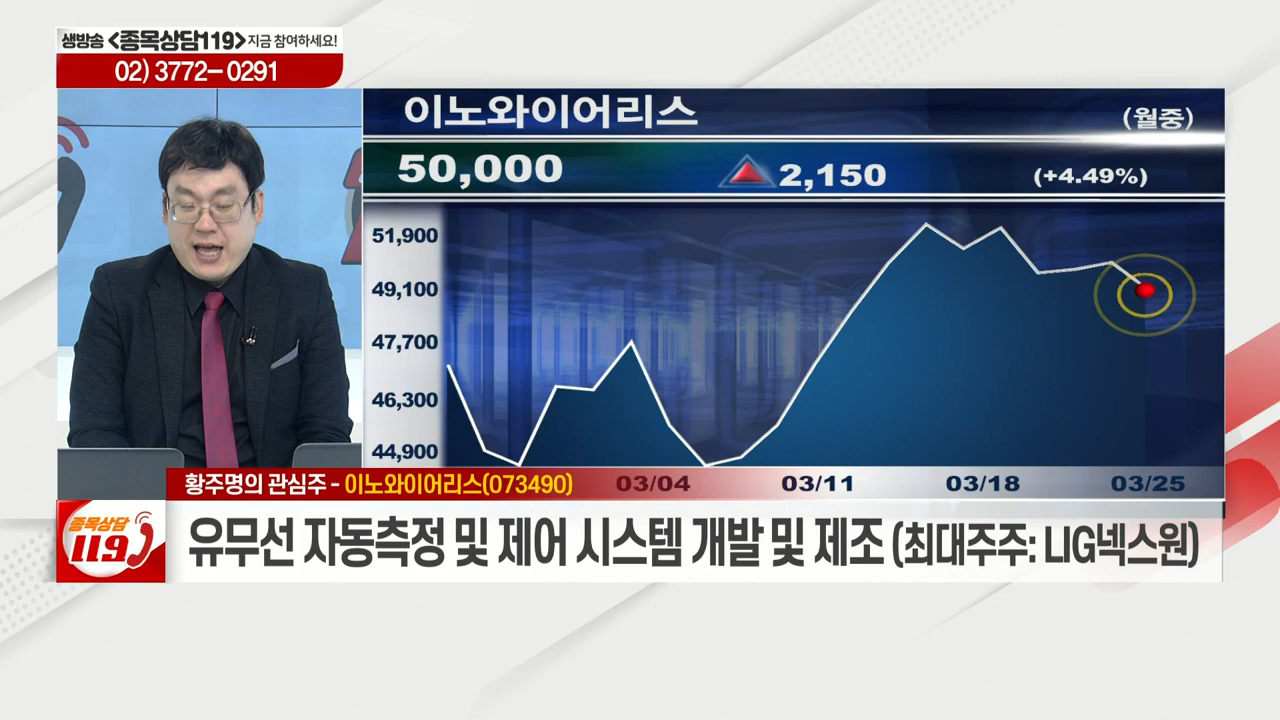 생방송 <종목상담119> 지금 참여하세요!
02) 3772-0291
이노와이어리스
(월중)
50,000
2,150
(+4.49%)
51,900
49,100
47,700
46,300
44,900
03/04
03/11
03/18
03/25
황주명의 관심주 - 이노와이어리스(073490)
종목상담
119
유무선 자동측정 및 제어 시스템 개발 및 제조 (최대주주: LIG넥스원)